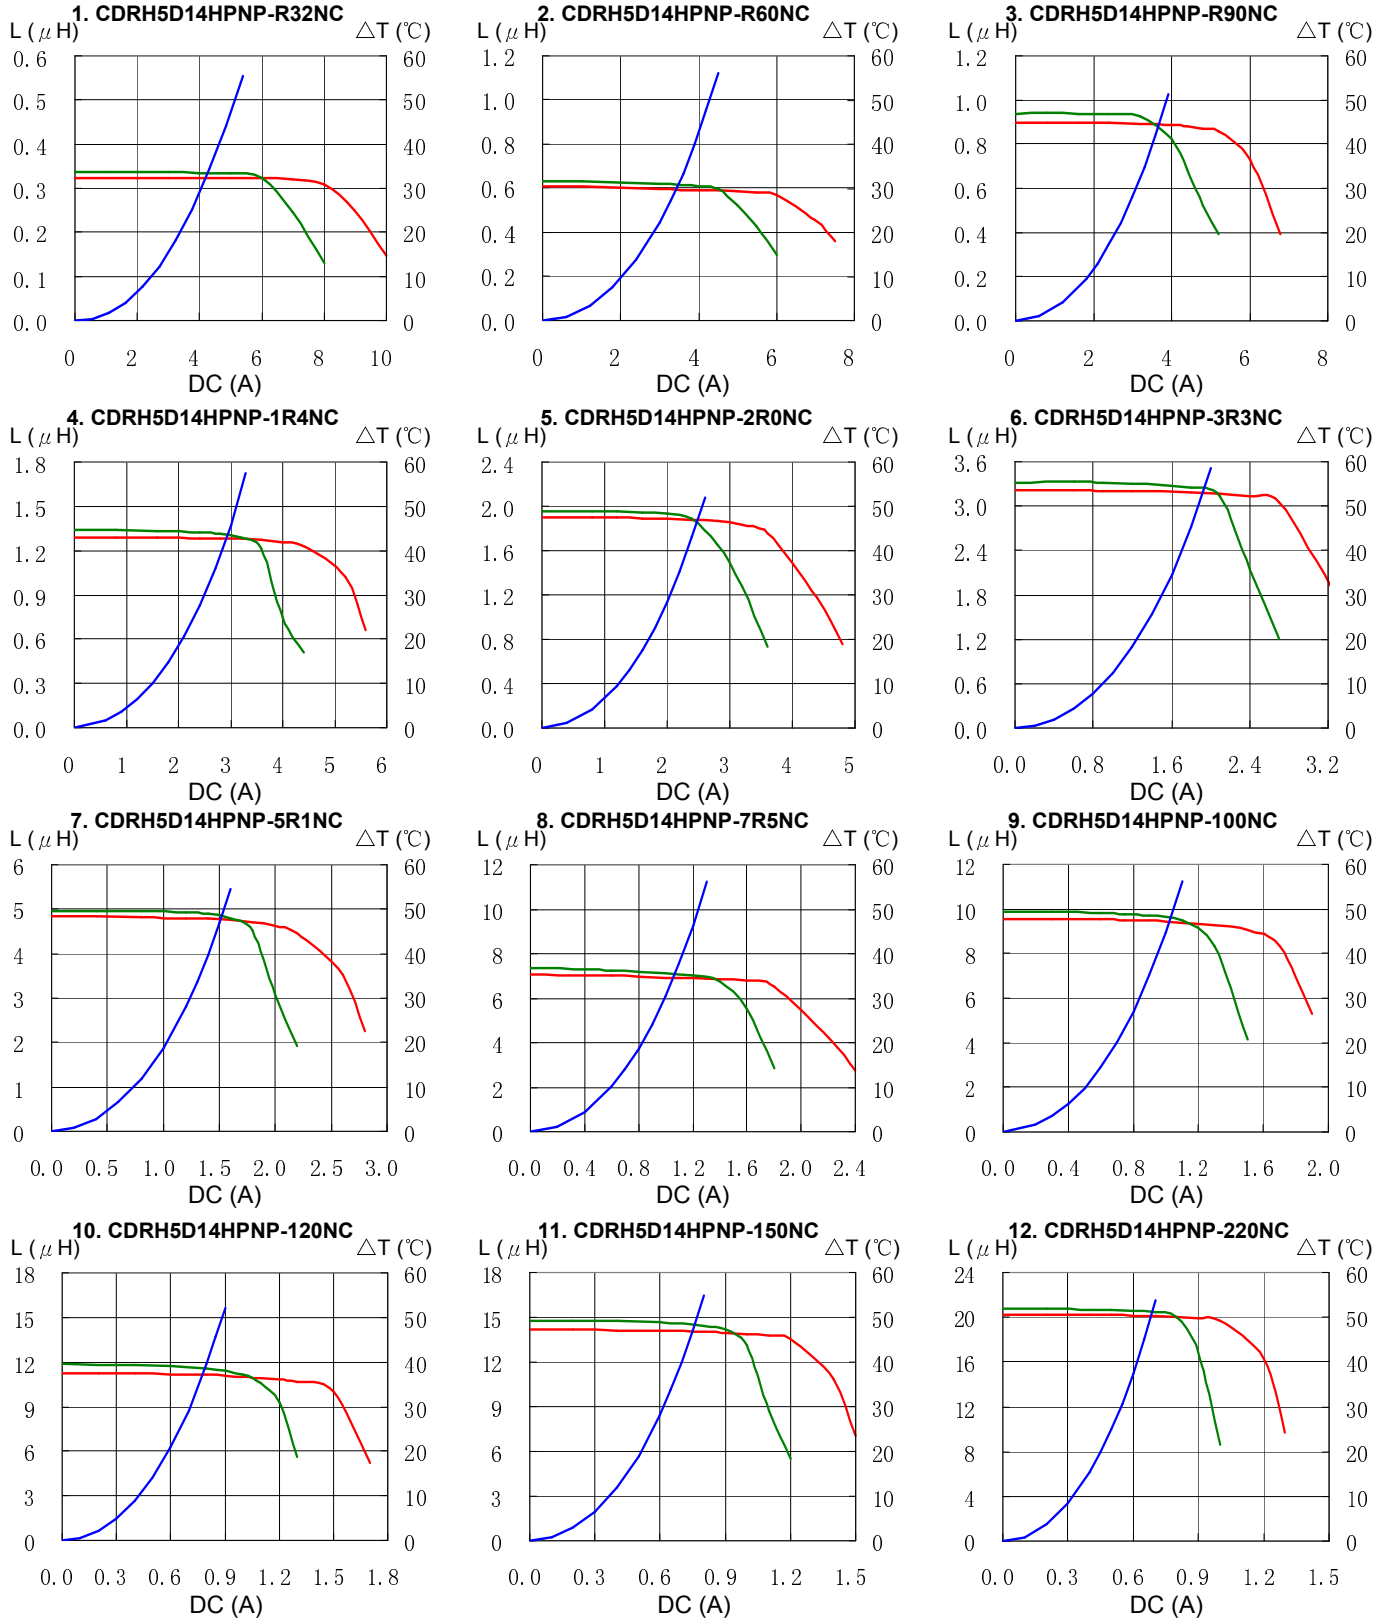 1. CDRH5D14HPNP-R32NC
L (μH) △T (℃)
0.6 60
0.5 50
0.4 40
0.3 30
0.2 20
0.1 10
0.0 0
0 2 4 6 8 10
DC (A)
2. CDRH5D14HPNP-R60NC
L (μH) △T (℃)
1.2 60
1.0 50
0.8 40
0.6 30
0.4 20
0.2 10
0.0 0
0 2 4 6 8
DC (A)
3. CDRH5D14HPNP-R90NC
L (μH) △T (℃)
1.2 60
1.0 50
0.8 40
0.6 30
0.4 20
0.2 10
0.0 0
0 2 4 6 8
DC (A)
4. CDRH5D14HPNP-1R4NC
L (μH) △T (℃)
1.8 60
1.5 50
1.2 40
0.9 30
0.6 20
0.3 10
0.0 0
0 1 2 3 4 5 6
DC (A)
5. CDRH5D14HPNP-2R0NC
L (μH) △T (℃)
2.4 60
2.0 50
1.6 40
1.2 30
0.8 20
0.4 10
0.0 0
0 1 2 3 4 5
DC (A)
6. CDRH5D14HPNP-3R3NC
L (μH) △T (℃)
3.6 60
3.0 50
2.4 40
1.8 30
1.2 20
0.6 10
0.0 0
0.0 0.8 1.6 2.4 3.2
DC (A)
7. CDRH5D14HPNP-5R1NC
L (μH) △T (℃)
6 60
5 50
4 40
3 30
2 20
1 10
0 0
0.0 0.5 1.0 1.5 2.0 2.5 3.0
DC (A)
8. CDRH5D14HPNP-7R5NC
L (μH) △T (℃)
12 60
10 50
8 40
6 30
4 20
2 10
0 0
0.0 0.4 0.8 1.2 1.6 2.0 2.4
DC (A)
9. CDRH5D14HPNP-100NC
L (μH) △T (℃)
12 60
10 50
8 40
6 30
4 20
2 10
0 0
0.0 0.4 0.8 1.2 1.6 2.0
DC (A)
10. CDRH5D14HPNP-120NC
L (μH) △T (℃)
18 60
15 50
12 40
9 30
6 20
3 10
0 0
0.0 0.3 0.6 0.9 1.2 1.5 1.8
DC (A)
11. CDRH5D14HPNP-150NC
L (μH) △T (℃)
18 60
15 50
12 40
9 30
6 20
3 10
0 0
0.0 0.3 0.6 0.9 1.2 1.5
DC (A)
12. CDRH5D14HPNP-220NC
L (μH) △T (℃)
24 60
20 50
16 40
12 30
8 20
4 10
0 0
0.0 0.3 0.6 0.9 1.2 1.5
DC (A)